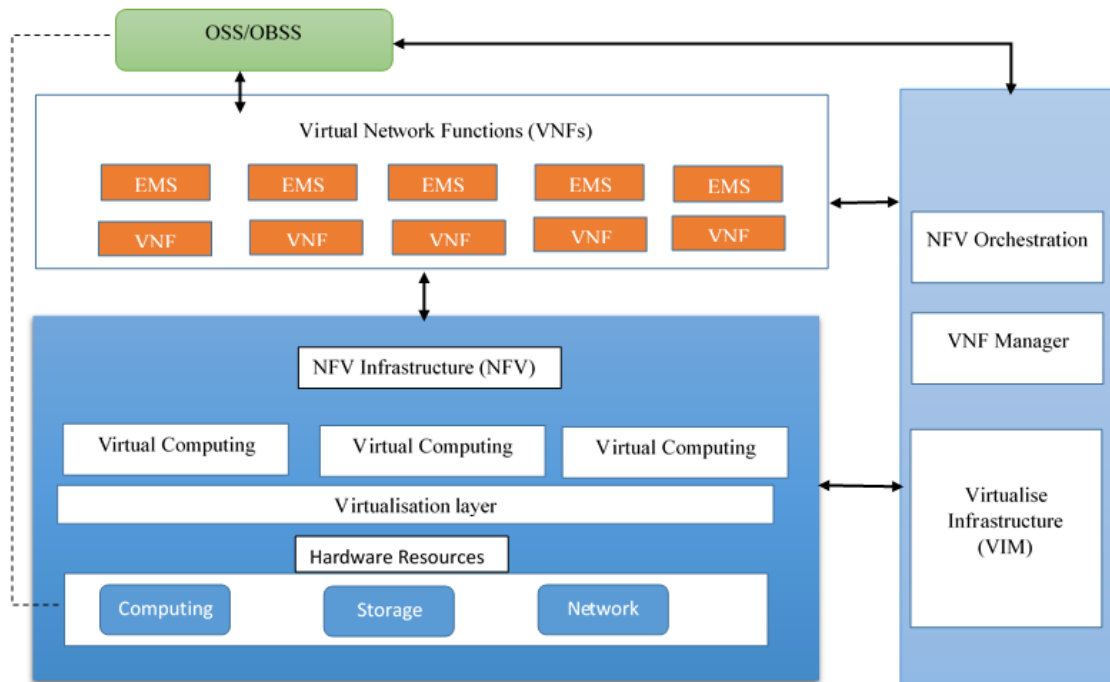 OSS/OBSS
Virtual Network Functions (VNFs)
EMS EMS EMS EMS EMS
VNF VNF VNF VNF VNF
NFV Orchestration
VNF Manager
Virtualise
Infrastructure
(VIM)
NFV Infrastructure (NFV)
Virtual Computing Virtual Computing Virtual Computing
Virtualisation layer
Hardware Resources
Computing Storage Network